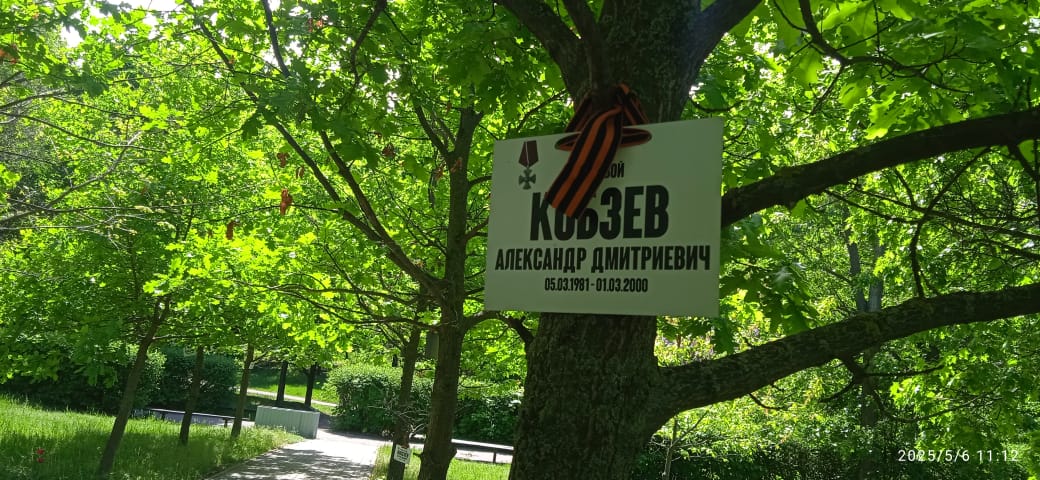 КОБЗЕВ
АЛЕКСАНДР ДМИТРИЕВИЧ
05.03.1981 - 01.03.2000
2025/5/6 11:12